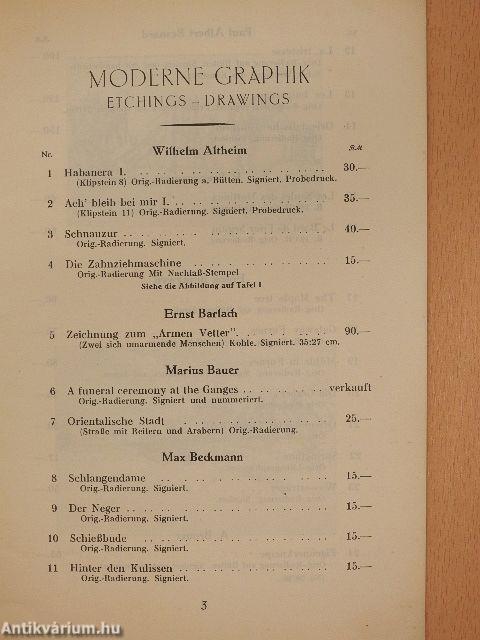 MODERNE GRAPHIK
ETCHINGS – DRAWINGS
Wilhelm Altheim
Nr. R.M
1 Habanera I. . . . . . . . . . . . . . . . . . . 30.—
(Klipstein 8) Orig.-Radierung a. Bütten. Signiert. Probedruck.
2 Ach' bleib bei mir I. . . . . . . . . . . . . . . 35.—
(Klipstein 11) Orig.-Radierung. Signiert. Probedruck.
3 Schnauzur . . . . . . . . . . . . . . . . . . . 40.—
Orig.-Radierung. Signiert.
4 Die Zahnziehmaschine . . . . . . . . . . . . . . 15.—
Orig.-Radierung Mit Nachlaß-Stempel
Siehe die Abbildung auf Tafel 1
Ernst Barlach
5 Zeichnung zum „Armen Vetter". . . . . . . . . . . 90.—
(Zwei sich umarmende Menschen) Kohle. Signiert. 35:27 cm.
Marius Bauer
6 A funeral ceremony at the Ganges . . . . . . . . verkauft
Orig.-Radierung. Signiert und nummeriert.
7 Orientalische Stadt . . . . . . . . . . . . . . . 25.—
(Straße mit Reitern und Arabern) Orig.-Radierung.
Max Beckmann
8 Schlangendame . . . . . . . . . . . . . . . . . 15.—
Orig.-Radierung. Signiert.
9 Der Neger . . . . . . . . . . . . . . . . . . . 15.—
Orig.-Radierung. Signiert.
10 Schießbude . . . . . . . . . . . . . . . . . . 15.—
Orig.-Radierung. Signiert.
11 Hinter den Kulissen . . . . . . . . . . . . . . 15.—
Orig.-Radierung. Signiert.
3
Antikvárium.hu